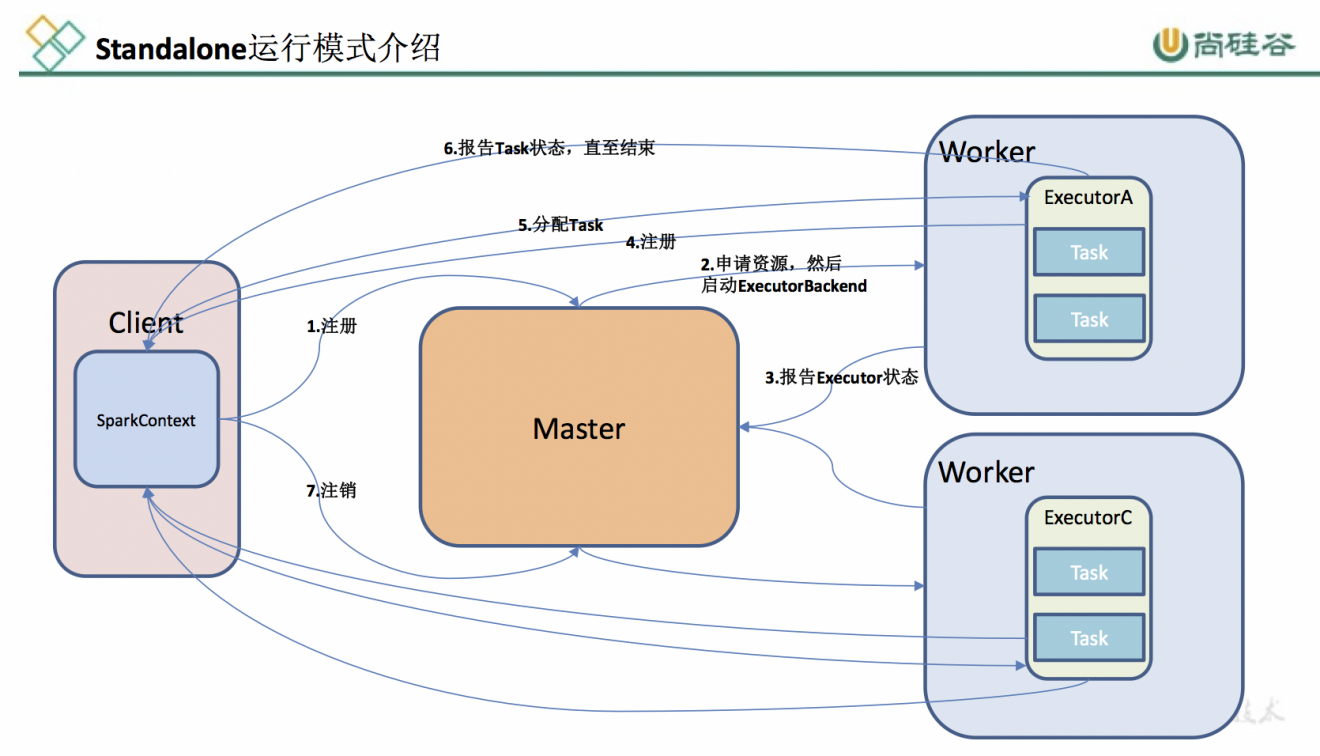 Standalone运行模式介绍
尚硅谷
6.报告Task状态，直至结束
Worker
ExecutorA
5.分配Task
4.注册
Task
2.申请资源，然后
启动ExecutorBackend
Client
1.注册
Task
3.报告Executor状态
SparkContext
Master
Worker
7.注销
ExecutorC
Task
Task
技术